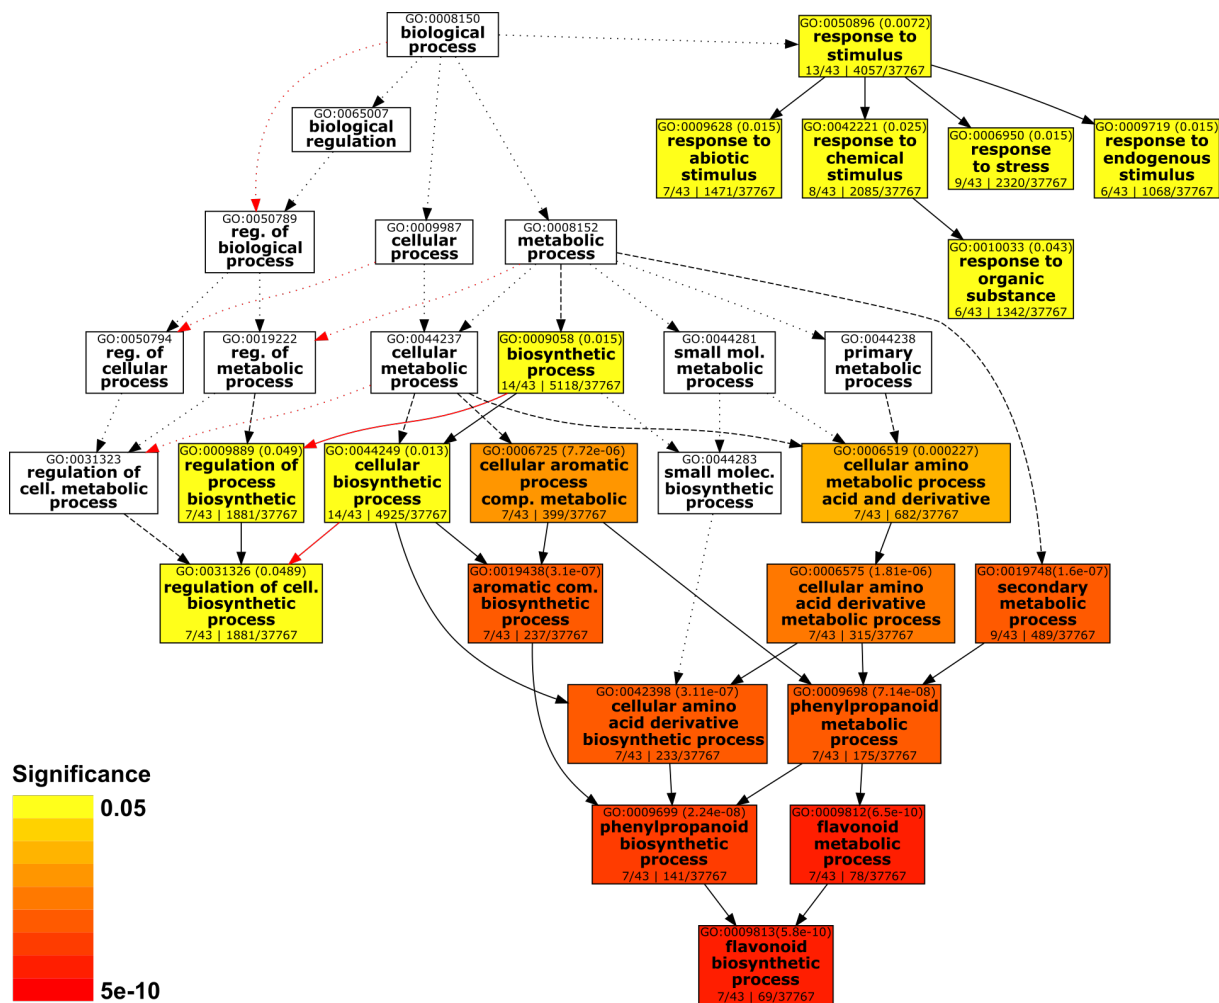 GO:0008150
biological
process
GO:0050896 (0.0072)
response to
stimulus
13/43 | 4057/37767
GO:0065007
biological
regulation
GO:0009628 (0.015)
response to
abiotic
stimulus
7/43 | 1471/37767
GO:0042221 (0.025)
response to
chemical
stimulus
8/43 | 2085/37767
GO:0006950 (0.015)
response
to stress
9/43 | 2320/37767
GO:0009719 (0.015)
response to
endogenous
stimulus
6/43 | 1068/37767
GO:0050789
reg. of
biological
process
GO:0009987
cellular
process
GO:0008152
metabolic
process
GO:0010033 (0.043)
response to
organic
substance
6/43 | 1342/37767
GO:0050794
reg. of
cellular
process
GO:0019222
reg. of
metabolic
process
GO:0044237
cellular
metabolic
process
GO:0009058 (0.015)
biosynthetic
process
14/43 | 5118/37767
GO:0044281
small mol.
metabolic
process
GO:0044238
primary
metabolic
process
GO:0031323
regulation of
cell. metabolic
process
GO:0009889 (0.049)
regulation of
process
biosynthetic
7/43 | 1881/37767
GO:0044249 (0.013)
cellular
biosynthetic
process
14/43 | 4925/37767
GO:0006725 (7.72e-06)
cellular aromatic
process
comp. metabolic
7/43 | 399/37767
GO:0044283
small molec.
biosynthetic
process
GO:0006519 (0.000227)
cellular amino
metabolic process
acid and derivative
7/43 | 682/37767
GO:0031326 (0.0489)
regulation of cell.
biosynthetic
process
7/43 | 1881/37767
GO:0019438(3.1e-07)
aromatic com.
biosynthetic
process
7/43 | 237/37767
GO:0006575 (1.81e-06)
cellular amino
acid derivative
metabolic process
7/43 | 315/37767
GO:0019748(1.6e-07)
secondary
metabolic
process
9/43 | 489/37767
GO:0042398 (3.11e-07)
cellular amino
acid derivative
biosynthetic process
7/43 | 233/37767
GO:0009698 (7.14e-08)
phenylpropanoid
metabolic
process
7/43 | 175/37767
Significance
0.05
5e-10
GO:0009699 (2.24e-08)
phenylpropanoid
biosynthetic
process
7/43 | 141/37767
GO:0009812(6.5e-10)
flavonoid
metabolic
process
7/43 | 78/37767
GO:0009813(5.8e-10)
flavonoid
biosynthetic
process
7/43 | 69/37767